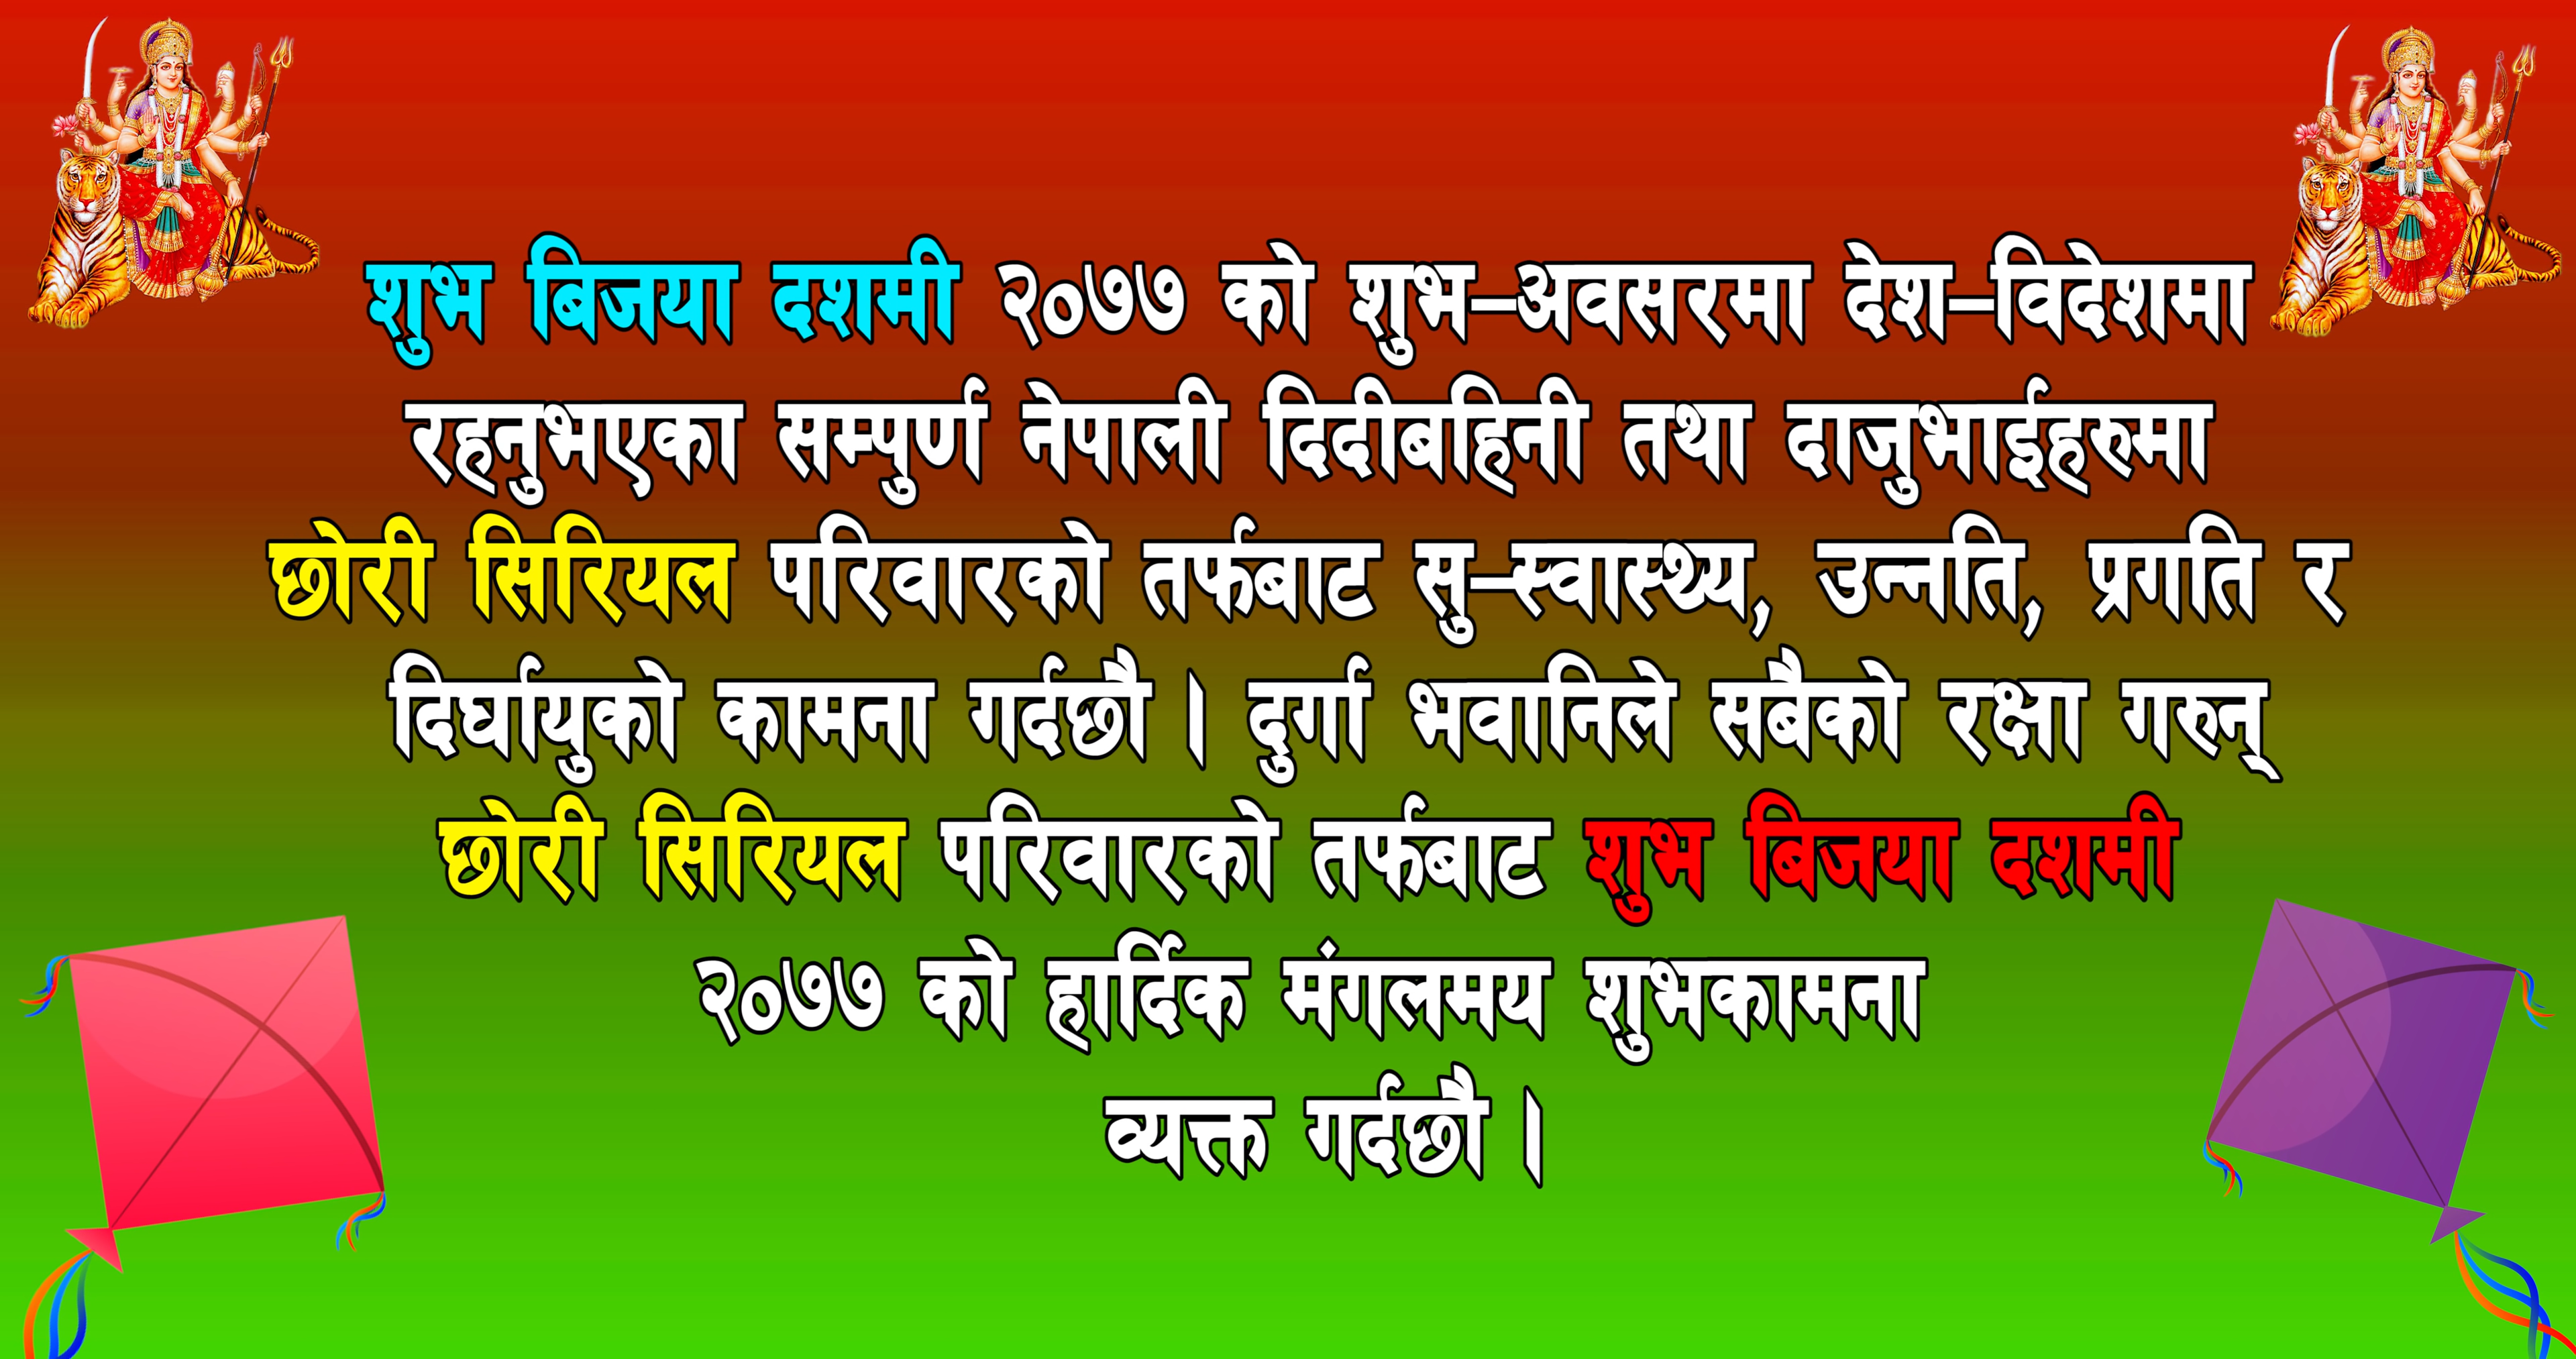 शुभ बिजया दशमी २०७७ को शुभ–अवसरमा देश–विदेशमा
रहनुभएका सम्पुर्ण नेपाली दिदीबहिनी तथा दाजुभाईहरुमा
छोरी सिरियल परिवारको तर्फबाट सु–स्वास्थ्य, उन्नति, प्रगति र
दिर्घायुको कामना गर्दछौ । दुर्गा भवानिले सबैको रक्षा गरुन्
छोरी सिरियल परिवारको तर्फबाट शुभ बिजया दशमी
२०७७ को हार्दिक मंगलमय शुभकामना
व्यक्त गर्दछौ ।